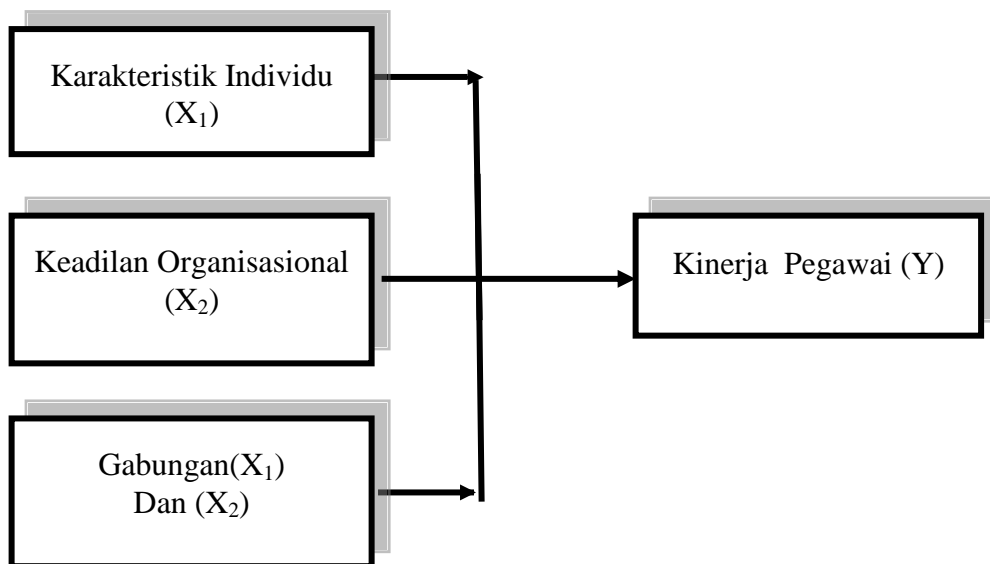 Karakteristik Individu
(X₁)
Keadilan Organisasional
(X₂)
Kinerja Pegawai (Y)
Gabungan(X₁)
Dan (X₂)